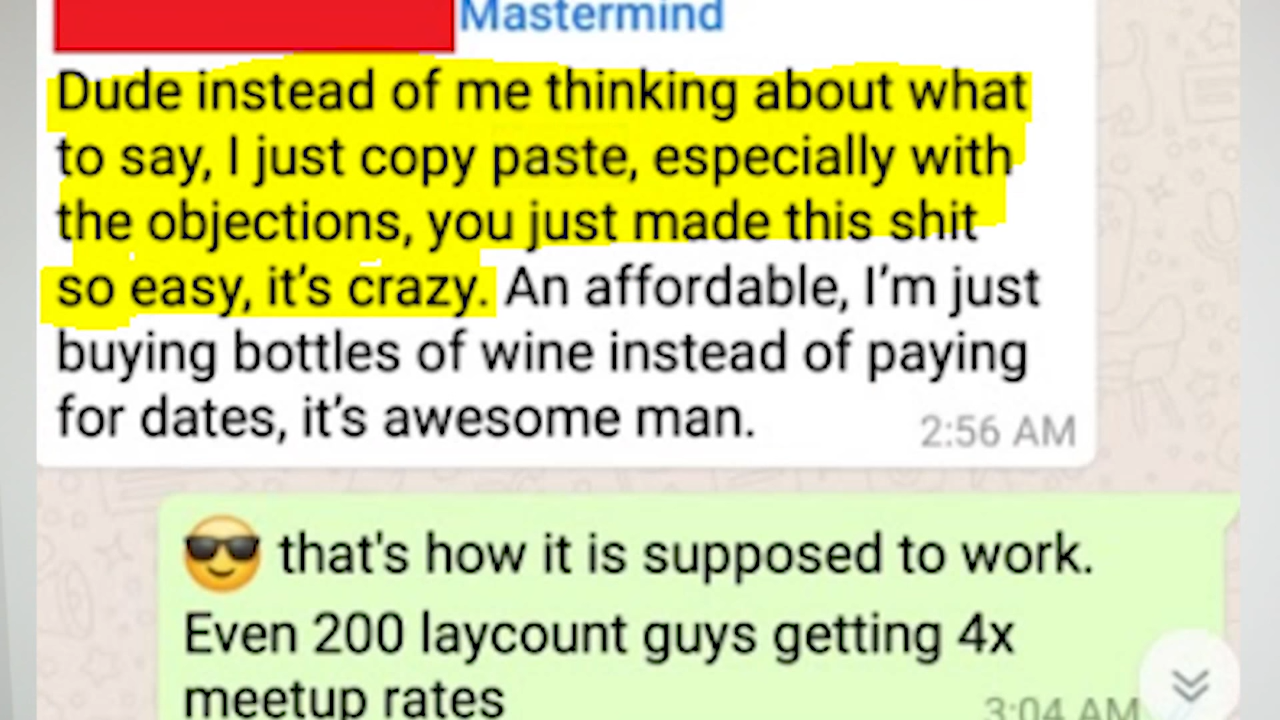 Mastermind
Dude instead of me thinking about what
to say, I just copy paste, especially with
the objections, you just made this shit
so easy, it's crazy. An affordable, I'm just
buying bottles of wine instead of paying
for dates, it's awesome man.
2:56 AM
😎 that's how it is supposed to work.
Even 200 laycount guys getting 4x
meetup rates
3:04 AM